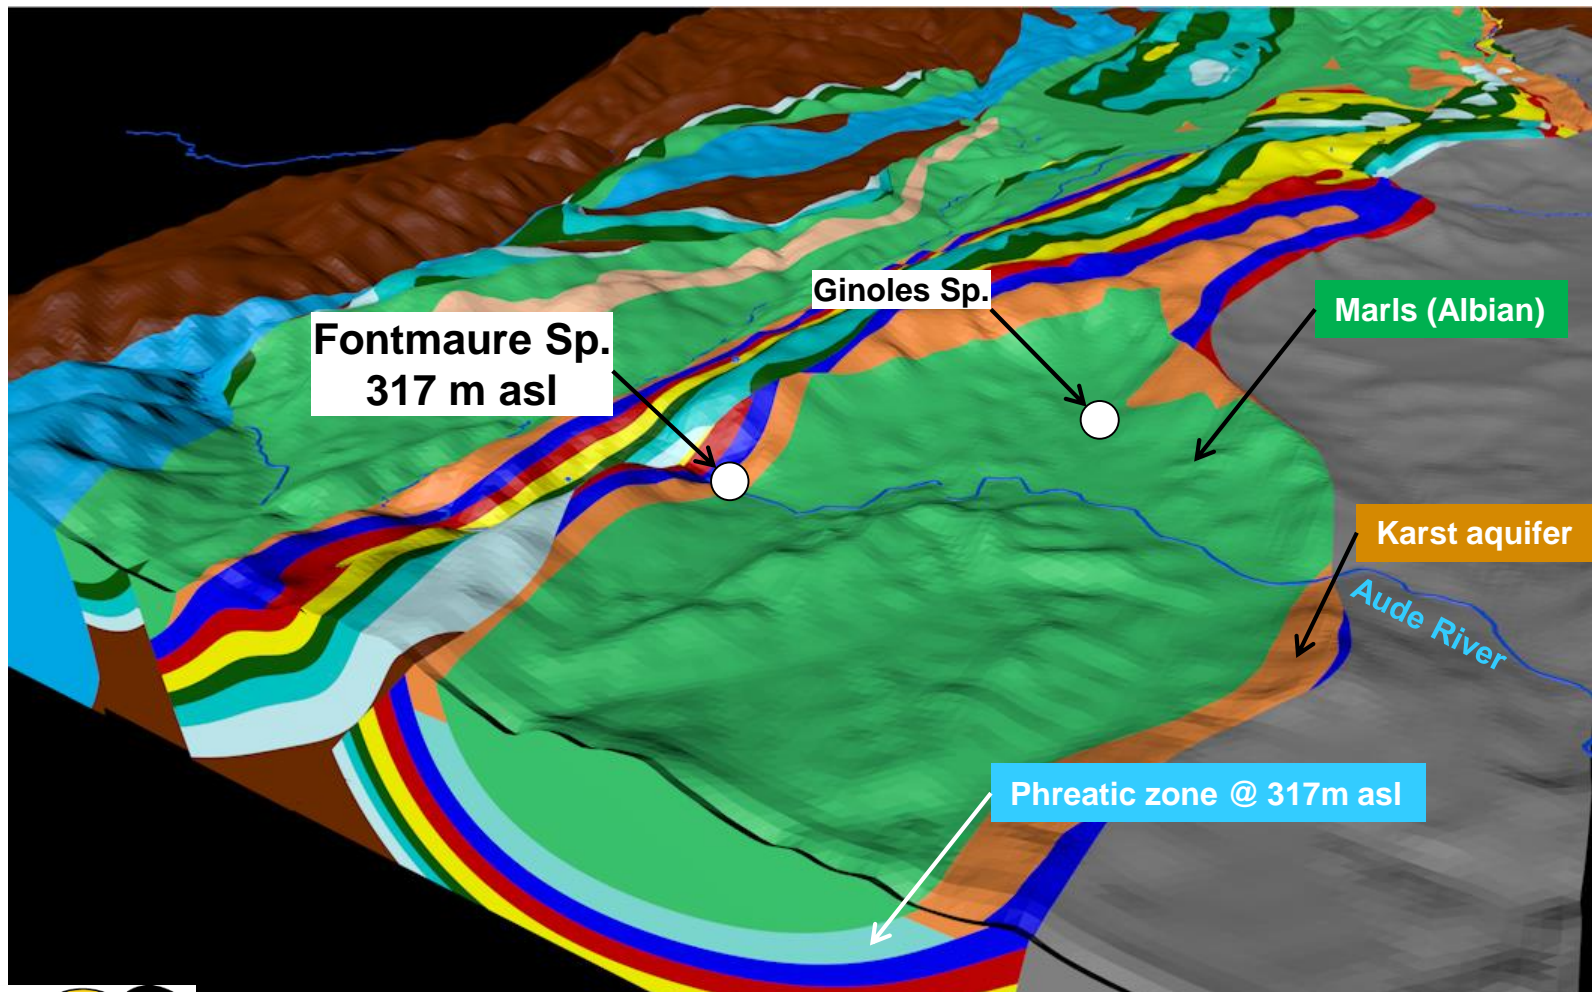 Ginoles Sp.
Marls (Albian)
Fontmaure Sp.
317 m asl
Karst aquifer
Aude River
Phreatic zone @ 317m asl